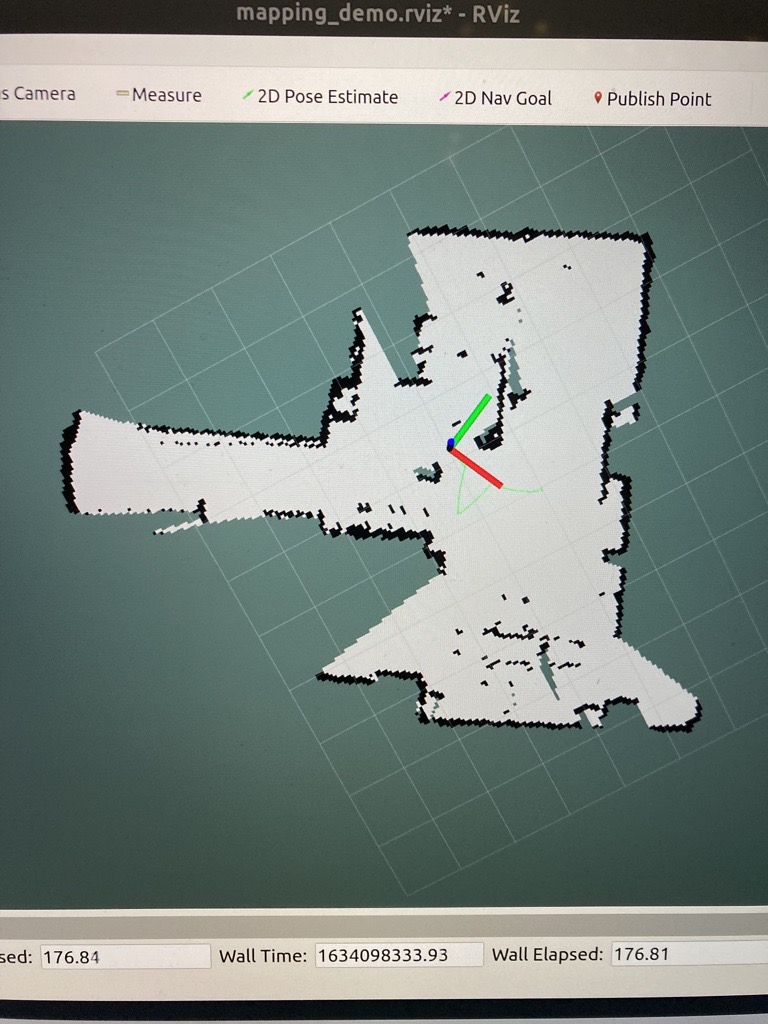 mapping_demo.rviz* - RViz
s Camera Measure 2D Pose Estimate 2D Nav Goal Publish Point
sed: 176.84 Wall Time: 1634098333.93 Wall Elapsed: 176.81